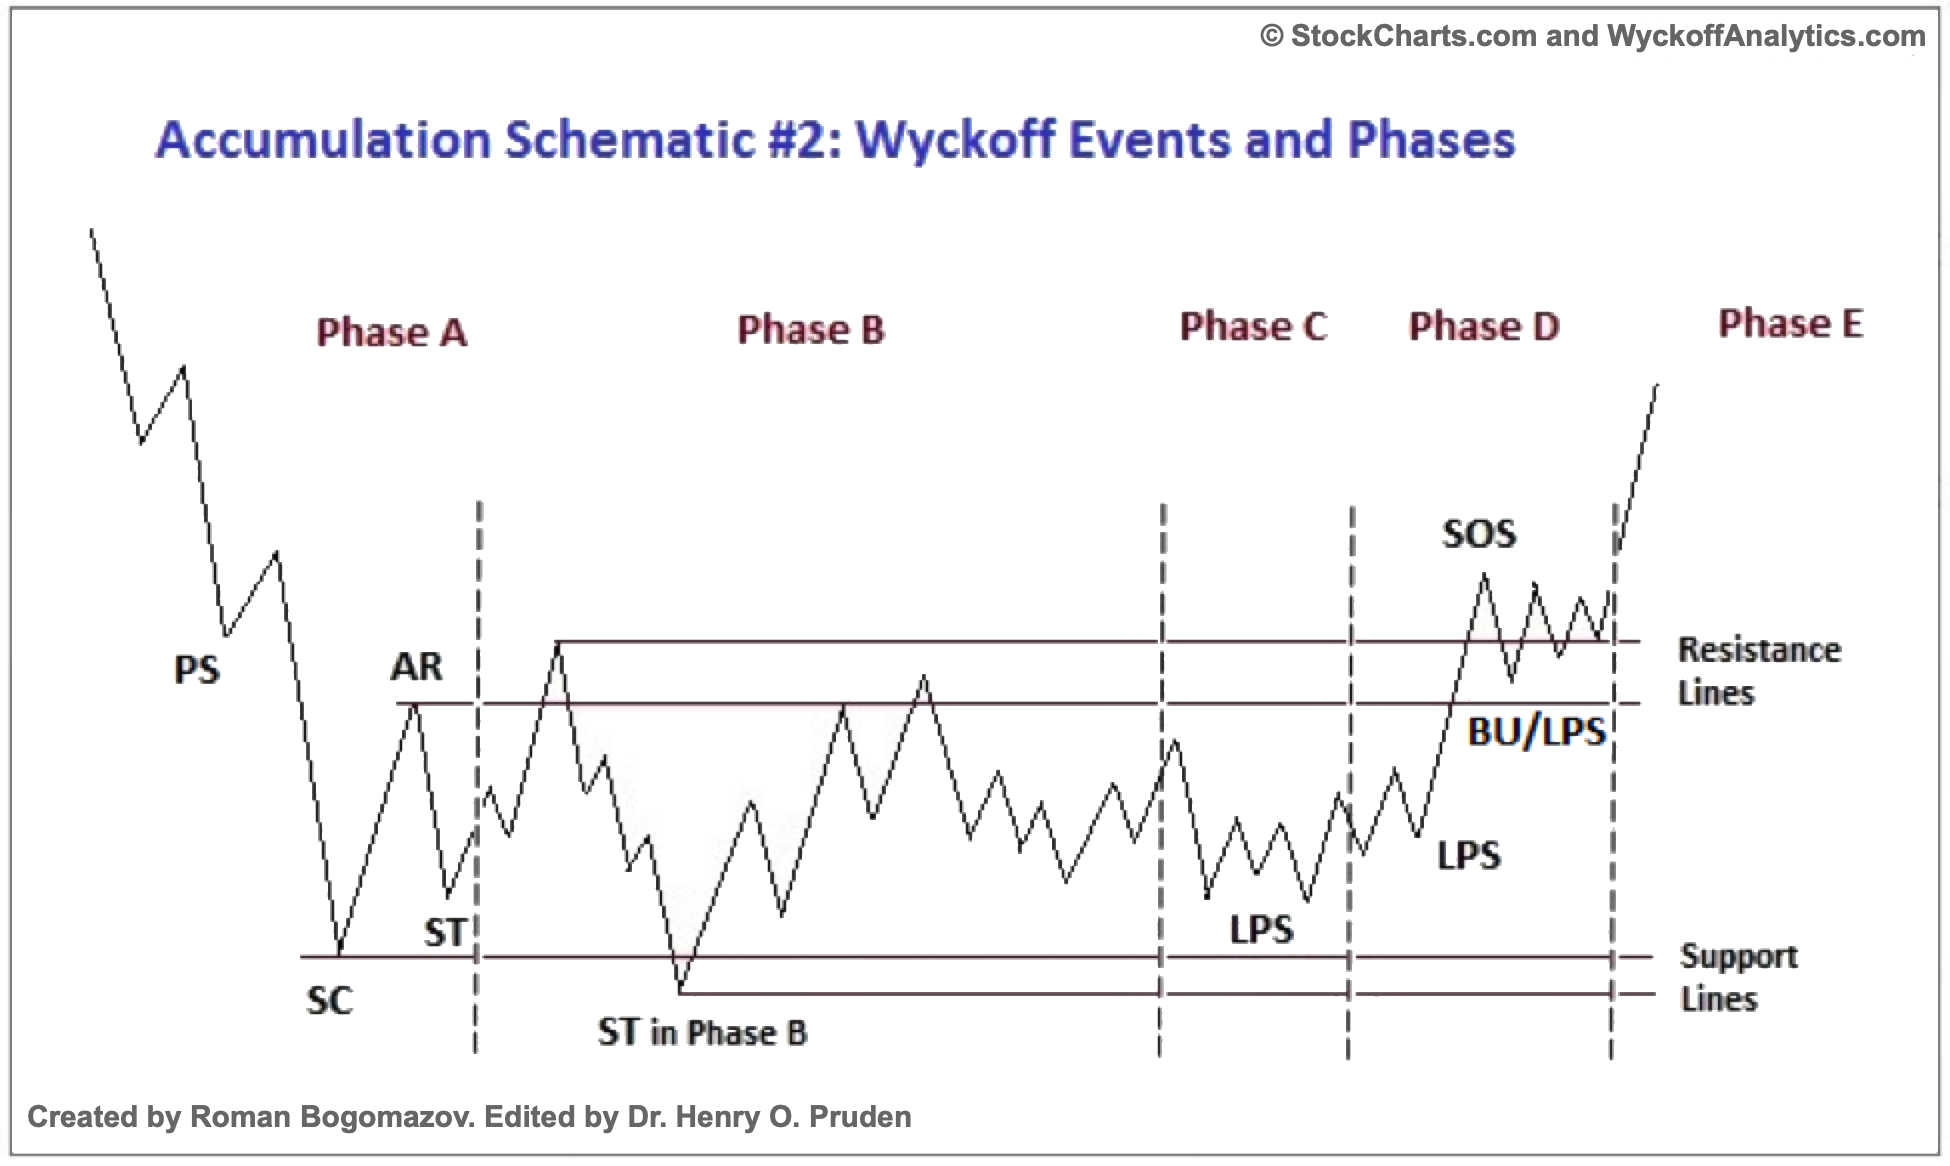 © StockCharts.com and WyckoffAnalytics.com
Accumulation Schematic #2: Wyckoff Events and Phases
Phase A
Phase B
Phase C
Phase D
Phase E
SOS
PS
AR
Resistance
Lines
BU/LPS
LPS
ST
LPS
SC
Support
Lines
ST in Phase B
Created by Roman Bogomazov. Edited by Dr. Henry O. Pruden